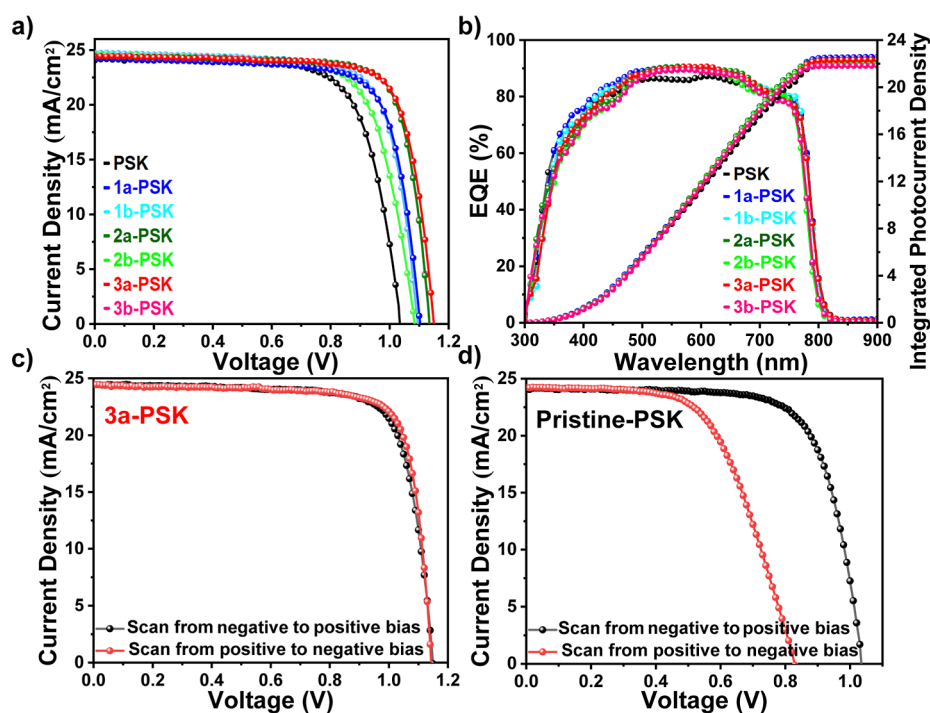 a)
Current Density (mA/cm²)
25
20
15
10
5
0
PSK
1a-PSK
1b-PSK
2a-PSK
2b-PSK
3a-PSK
3b-PSK
0.0 0.2 0.4 0.6 0.8 1.0 1.2
Voltage (V)
b)
EQE (%)
100
80
60
40
20
0
PSK
1a-PSK
1b-PSK
2a-PSK
2b-PSK
3a-PSK
3b-PSK
24
20
16
12
8
4
0
Integrated Photocurrent Density
300 400 500 600 700 800 900
Wavelength (nm)
c)
Current Density (mA/cm²)
25
20
15
10
5
0
3a-PSK
Scan from negative to positive bias
Scan from positive to negative bias
0.0 0.2 0.4 0.6 0.8 1.0 1.2
Voltage (V)
d)
Current Density (mA/cm²)
25
20
15
10
5
0
Pristine-PSK
Scan from negative to positive bias
Scan from positive to negative bias
0.0 0.2 0.4 0.6 0.8 1.0
Voltage (V)